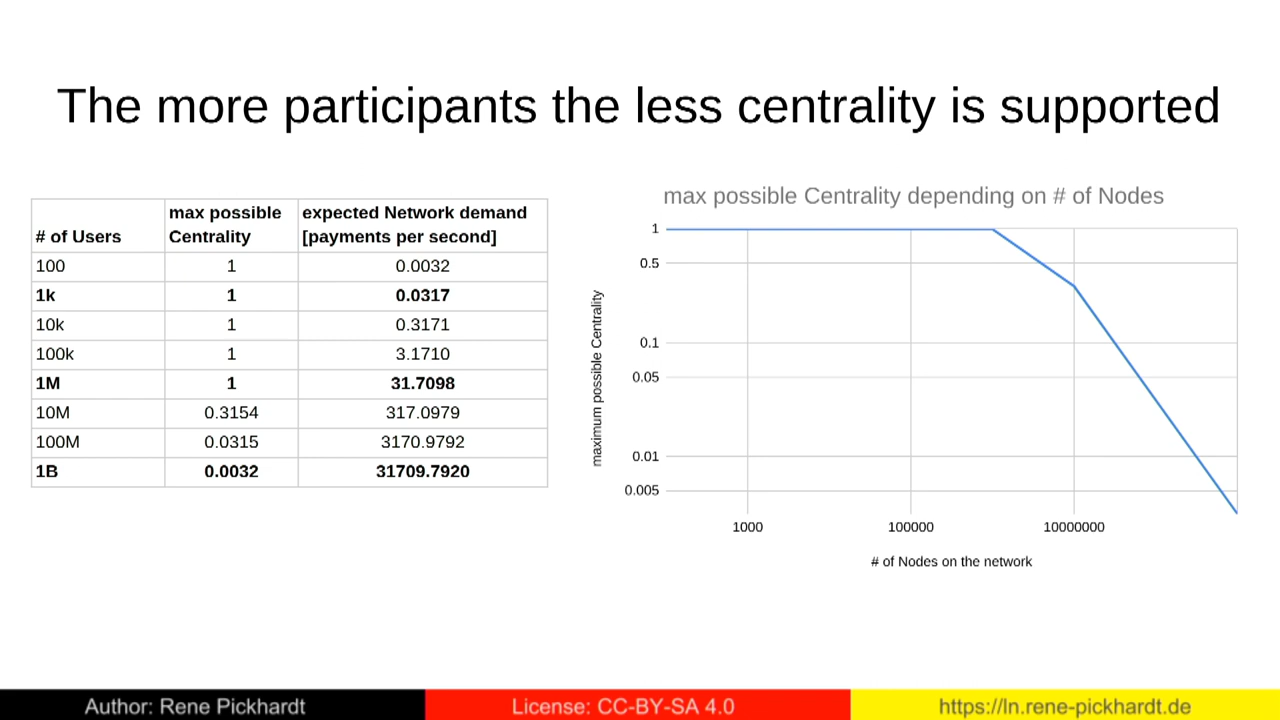 The more participants the less centrality is supported
# of Users max possible Centrality expected Network demand [payments per second]
100 1 0.0032
1k 1 0.0317
10k 1 0.3171
100k 1 3.1710
1M 1 31.7098
10M 0.3154 317.0979
100M 0.0315 3170.9792
1B 0.0032 31709.7920
max possible Centrality depending on # of Nodes
maximum possible Centrality
1
0.5
0.1
0.05
0.01
0.005
1000 100000 10000000
# of Nodes on the network
Author: Rene Pickhardt License: CC-BY-SA 4.0 https://ln.rene-pickhardt.de